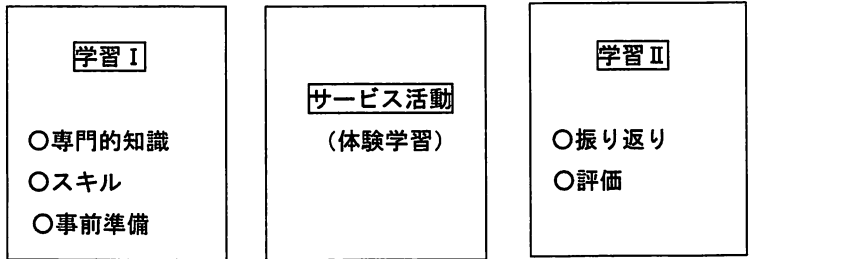 学習Ⅰ
○専門的知識
○スキル
○事前準備
サービス活動
（体験学習）
学習Ⅱ
○振り返り
○評価